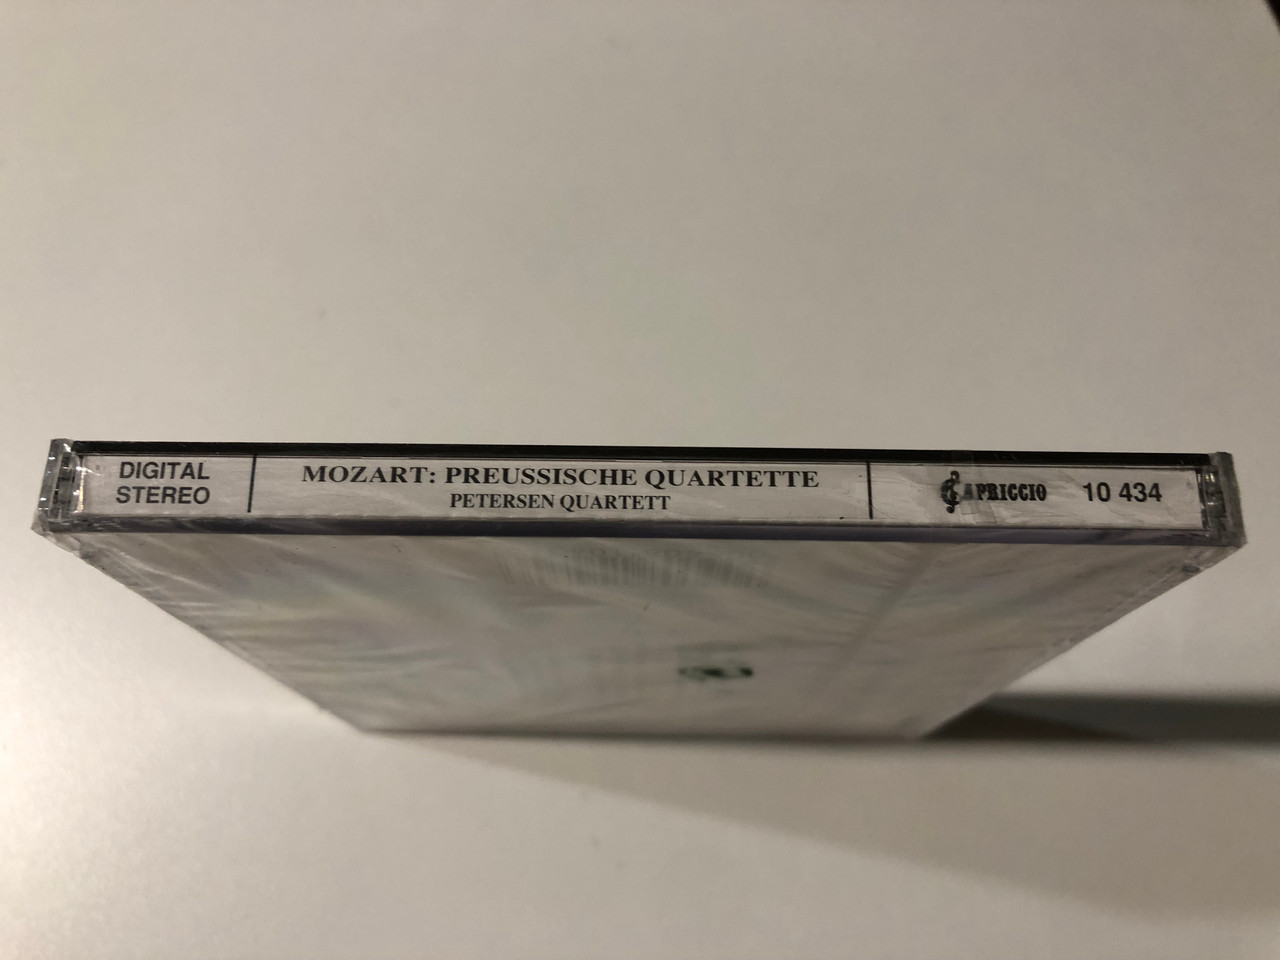 DIGITAL
STEREO
MOZART: PREUSSISCHE QUARTETTE
PETERSEN QUARTETT
CAPRICCIO 10 434